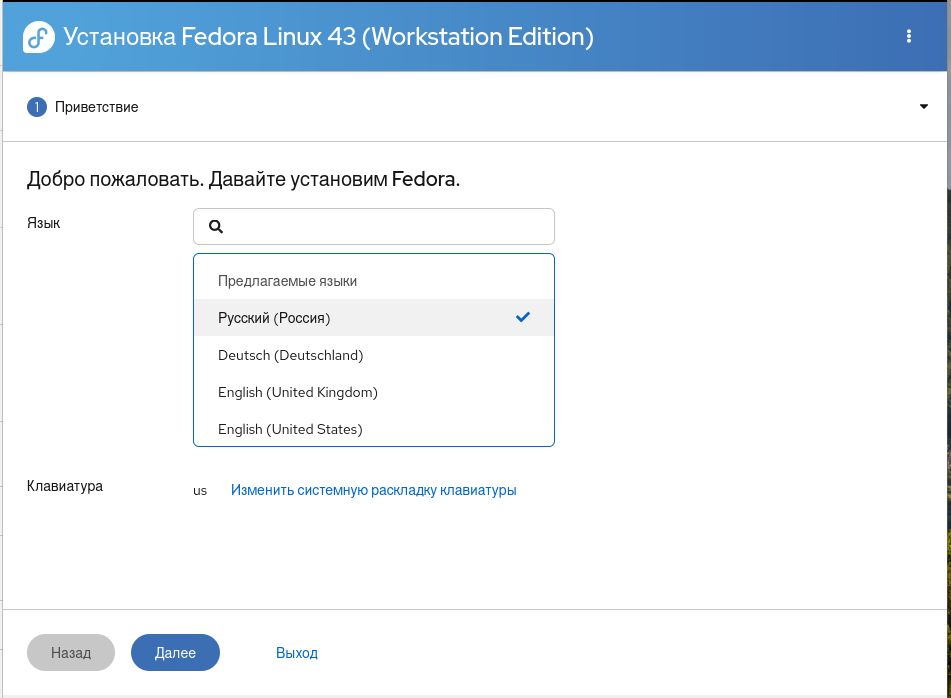 Установка Fedora Linux 43 (Workstation Edition)
1 Приветствие
Добро пожаловать. Давайте установим Fedora.
Язык
Предлагаемые языки
Русский (Россия)
Deutsch (Deutschland)
English (United Kingdom)
English (United States)
Клавиатура
us Изменить системную раскладку клавиатуры
Назад Далее Выход